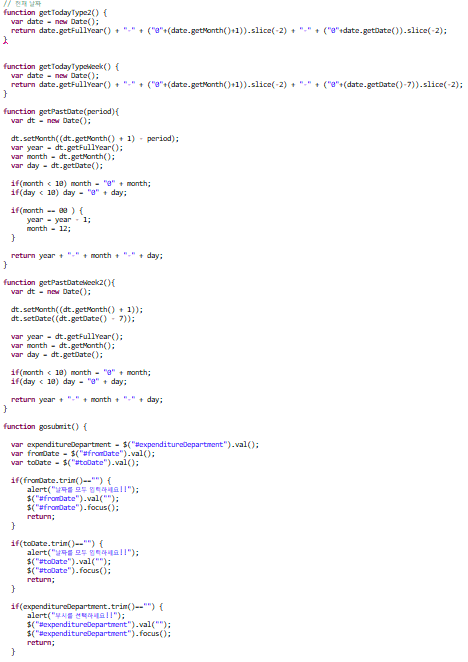 // 현재 날짜
function getTodayType2() {
var date = new Date();
return date.getFullYear() + "-" + ("0"+(date.getMonth()+1)).slice(-2) + "-" + ("0"+date.getDate()).slice(-2);
}
function getTodayTypeWeek() {
var date = new Date();
return date.getFullYear() + "-" + ("0"+(date.getMonth()+1)).slice(-2) + "-" + ("0"+(date.getDate()-7)).slice(-2);
}
function getPastDate(period){
var dt = new Date();
dt.setMonth((dt.getMonth() + 1) - period);
var year = dt.getFullYear();
var month = dt.getMonth();
var day = dt.getDate();
if(month < 10) month = "0" + month;
if(day < 10) day = "0" + day;
if(month == 00 ) {
year = year - 1;
month = 12;
}
return year + "-" + month + "-" + day;
}
function getPastDateWeek2(){
var dt = new Date();
dt.setMonth((dt.getMonth() + 1));
dt.setDate((dt.getDate() - 7));
var year = dt.getFullYear();
var month = dt.getMonth();
var day = dt.getDate();
if(month < 10) month = "0" + month;
if(day < 10) day = "0" + day;
return year + "-" + month + "-" + day;
}
function gosubmit() {
var expenditureDepartment = $("#expenditureDepartment").val();
var fromDate = $("#fromDate").val();
var toDate = $("#toDate").val();
if(fromDate.trim()=="") {
alert("날짜를 모두 입력하세요!!");
$("#fromDate").val("");
$("#fromDate").focus();
return;
}
if(toDate.trim()=="") {
alert("날짜를 모두 입력하세요!!");
$("#toDate").val("");
$("#toDate").focus();
return;
}
if(expenditureDepartment.trim()=="") {
alert("부서를 선택하세요!!");
$("#expenditureDepartment").val("");
$("#expenditureDepartment").focus();
return;
}